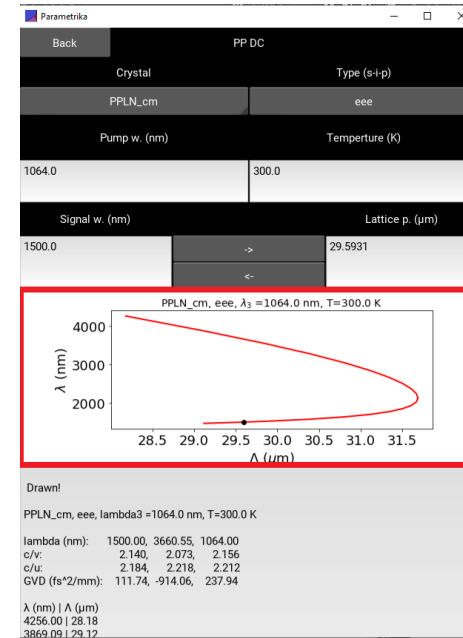 Parametrika
Back PP DC
Crystal Type (s-i-p)
PPLN_cm eee
Pump w. (nm) Temperture (K)
1064.0 300.0
Signal w. (nm) Lattice p. (μm)
1500.0 -> 29.5931
<-
PPLN_cm, eee, λ3 =1064.0 nm, T=300.0 K
4000
3000
2000
λ (nm)
28.5 29.0 29.5 30.0 30.5 31.0 31.5
Λ (μm)
Drawn!
PPLN_cm, eee, lambda3 =1064.0 nm, T=300.0 K
lambda (nm): 1500.00, 3660.55, 1064.00
c/v: 2.140, 2.073, 2.156
c/u: 2.184, 2.218, 2.212
GVD (fs^2/mm): 111.74, -914.06, 237.94
λ (nm) | Λ (μm)
4256.00 | 28.18
3869.09 | 29.12